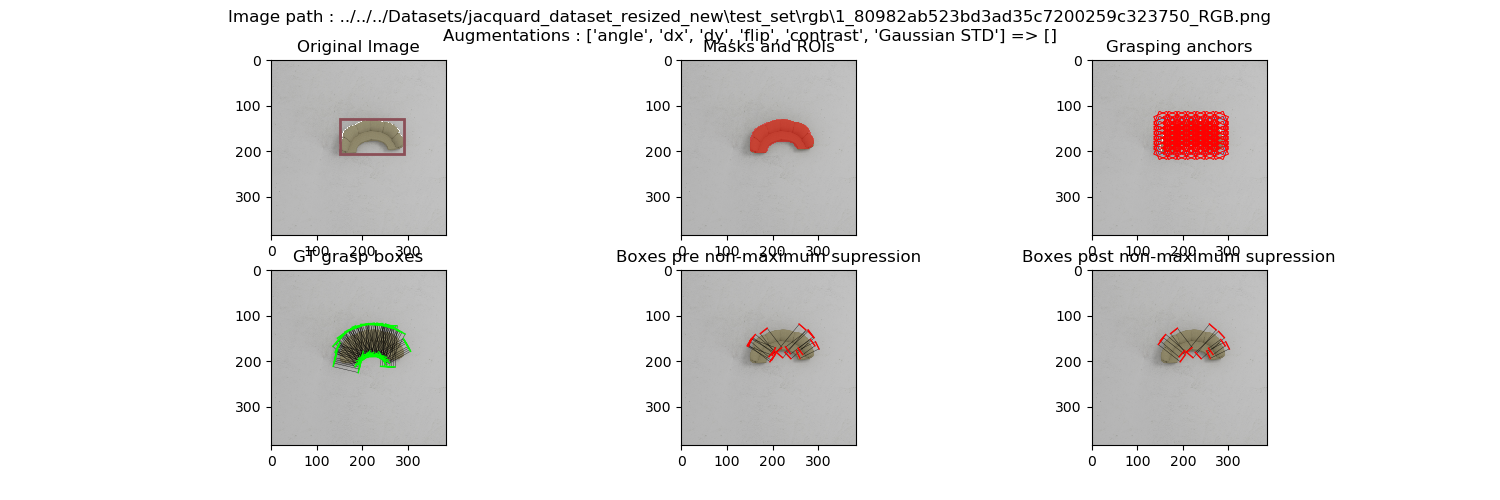 Image path : ../../../Datasets/jacquard_dataset_resized_new\test_set\rgb\1_80982ab523bd3ad35c7200259c323750_RGB.png
Augmentations : ['angle', 'dx', 'dy', 'flip', 'contrast', 'Gaussian STD'] => []
Original Image
0
100
200
300
0 100 200 300
Masks and ROIs
0
100
200
300
0 100 200 300
Grasping anchors
0
100
200
300
0 100 200 300
GT grasp boxes
0
100
200
300
0 100 200 300
Boxes pre non-maximum supression
0
100
200
300
0 100 200 300
Boxes post non-maximum supression
0
100
200
300
0 100 200 300